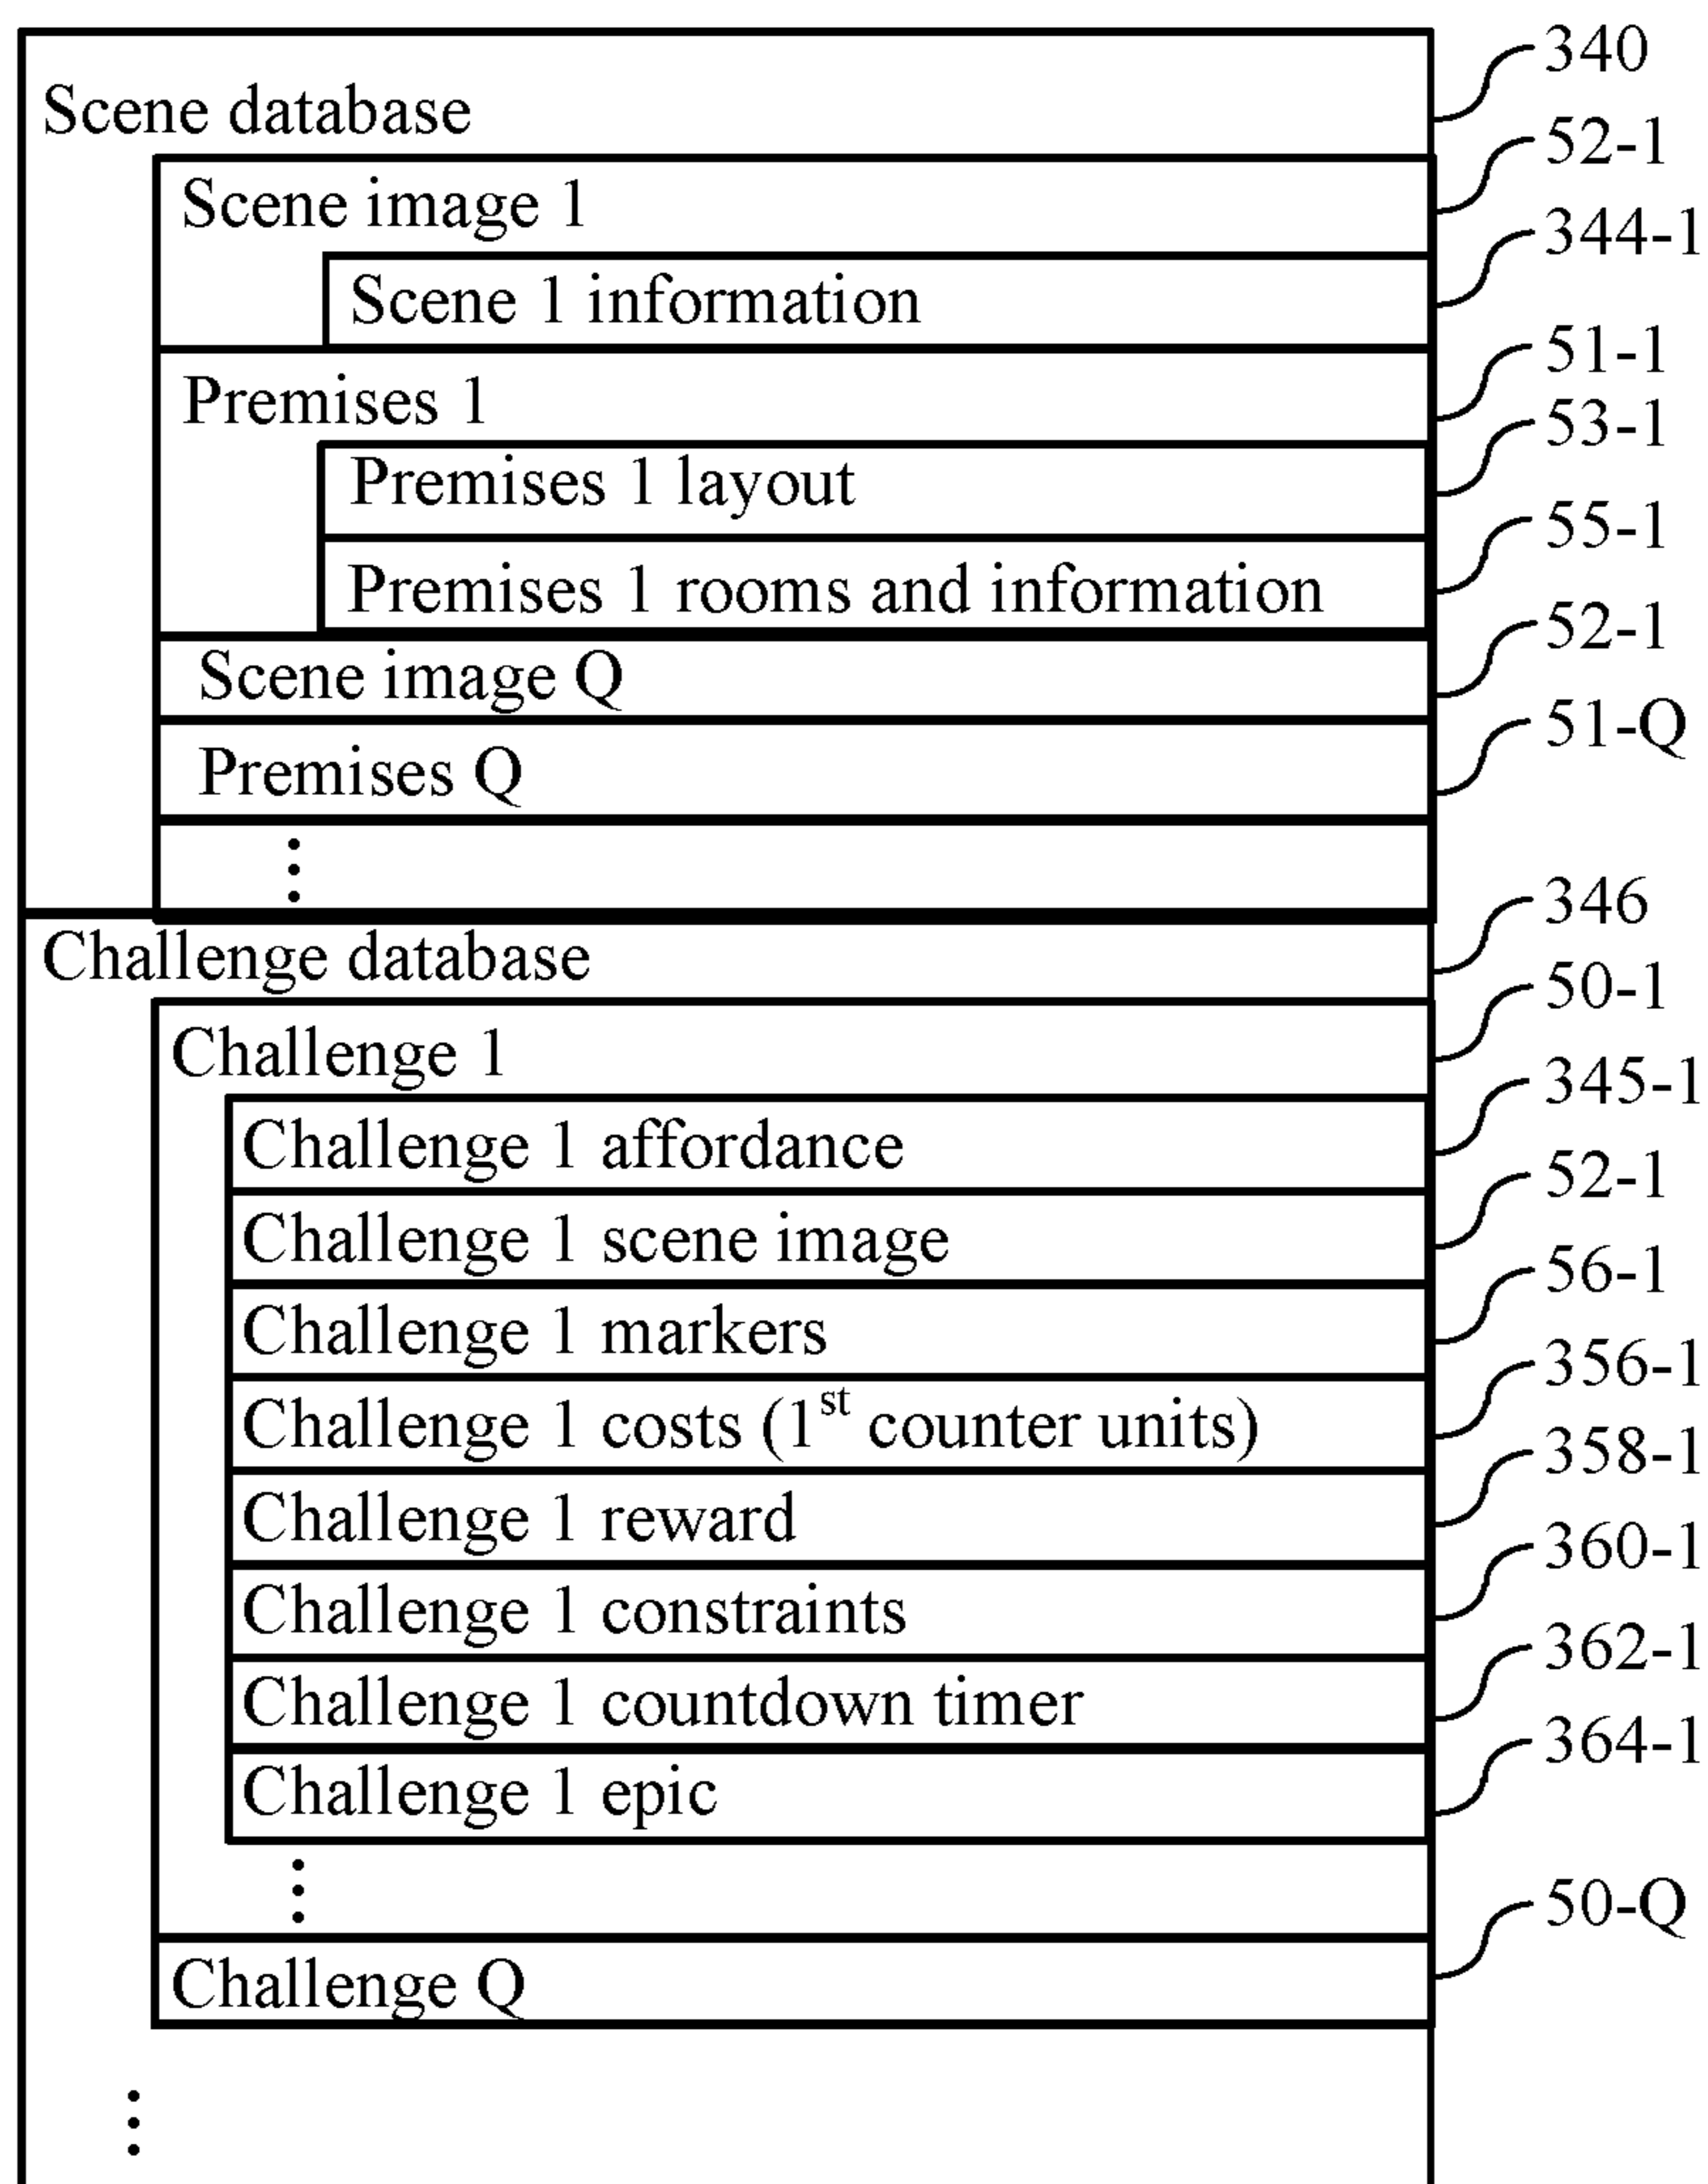 340
Scene database
52-1
Scene image 1
344-1
Scene 1 information
51-1
Premises 1
53-1
Premises 1 layout
55-1
Premises 1 rooms and information
52-1
Scene image Q
51-Q
Premises Q
346
Challenge database
50-1
Challenge 1
345-1
Challenge 1 affordance
52-1
Challenge 1 scene image
56-1
Challenge 1 markers
356-1
Challenge 1 costs (1st counter units)
358-1
Challenge 1 reward
360-1
Challenge 1 constraints
362-1
Challenge 1 countdown timer
364-1
Challenge 1 epic
50-Q
Challenge Q